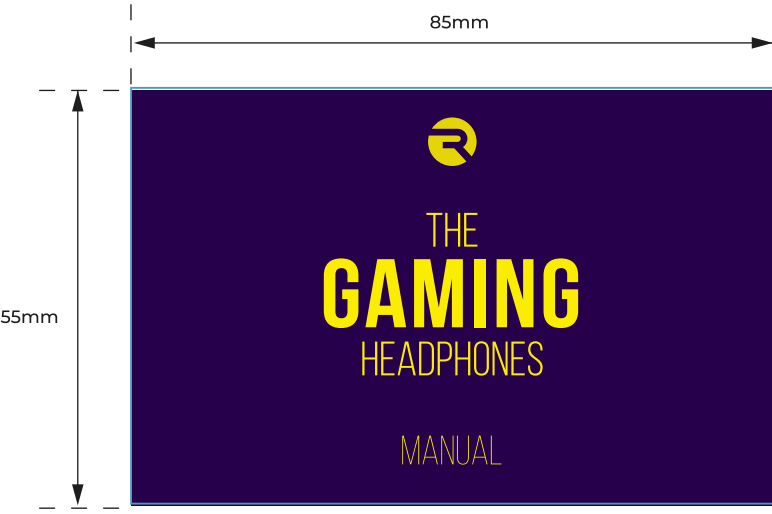 85mm
THE
GAMING
55mm
HEADPHONES
MANUAL